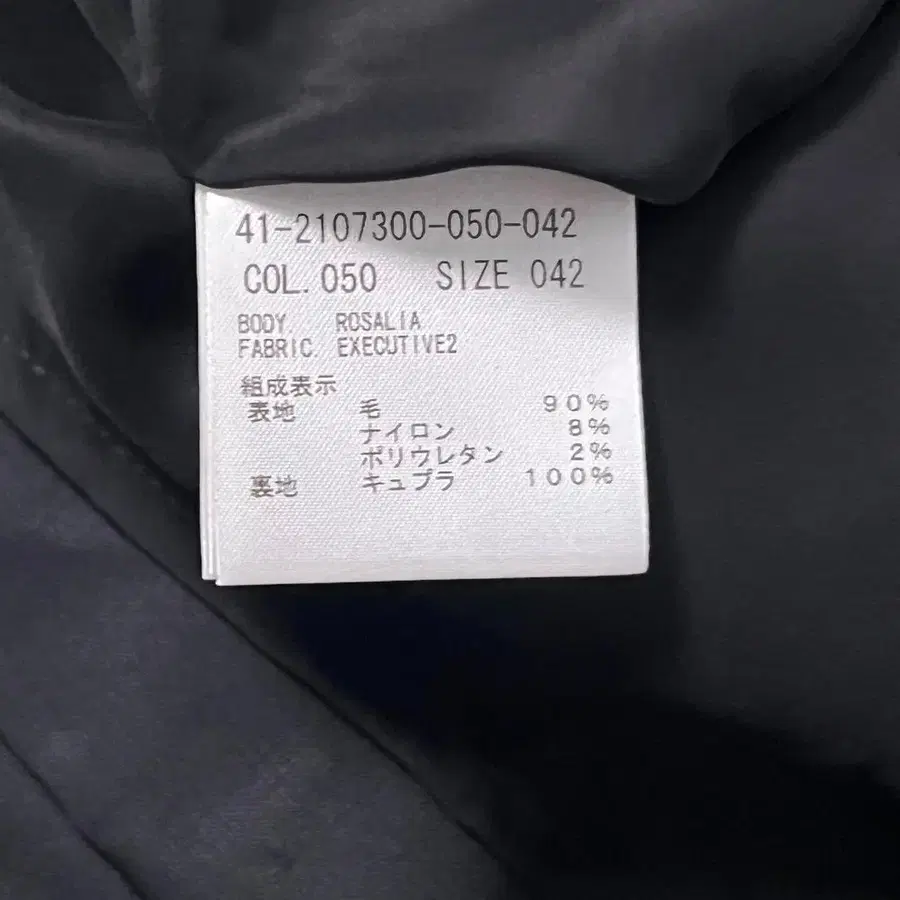 41-2107300-050-042
COL.050 SIZE 042
BODY ROSALIA
FABRIC EXECUTIVE2
組成表示
表地 毛 90%
ナイロン 8%
ポリウレタン 2%
裏地 キュプラ 100%